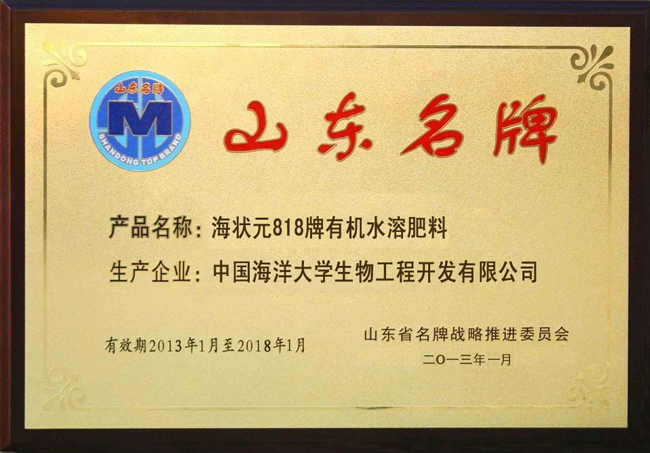 山东名牌
SHANDONG TOP BRAND
山东名牌
产品名称：海状元818牌有机水溶肥料
生产企业：中国海洋大学生物工程开发有限公司
有效期2013年1月至2018年1月
山东省名牌战略推进委员会
二〇一三年一月